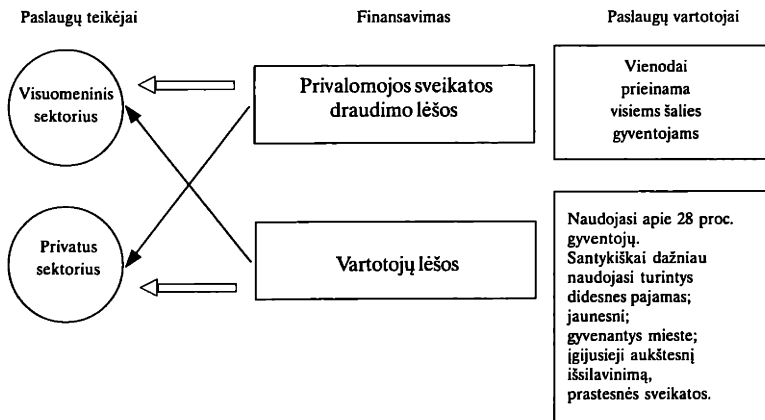 Paslaugų teikėjai
Finansavimas
Paslaugų vartotojai
Visuomeninis
sektorius
Privalomojos sveikatos
draudimo lėšos
Vienodai
prieinama
visiems šalies
gyventojams
Privatus
sektorius
Vartotojų lėšos
Naudojasi apie 28 proc.
gyventojų.
Santykiškai dažniau
naudojasi turintys
didesnes pajamas;
jaunesni;
gyvenantys mieste;
įgijusieji aukštesnį
išsilavinimą,
prastesnės sveikatos.